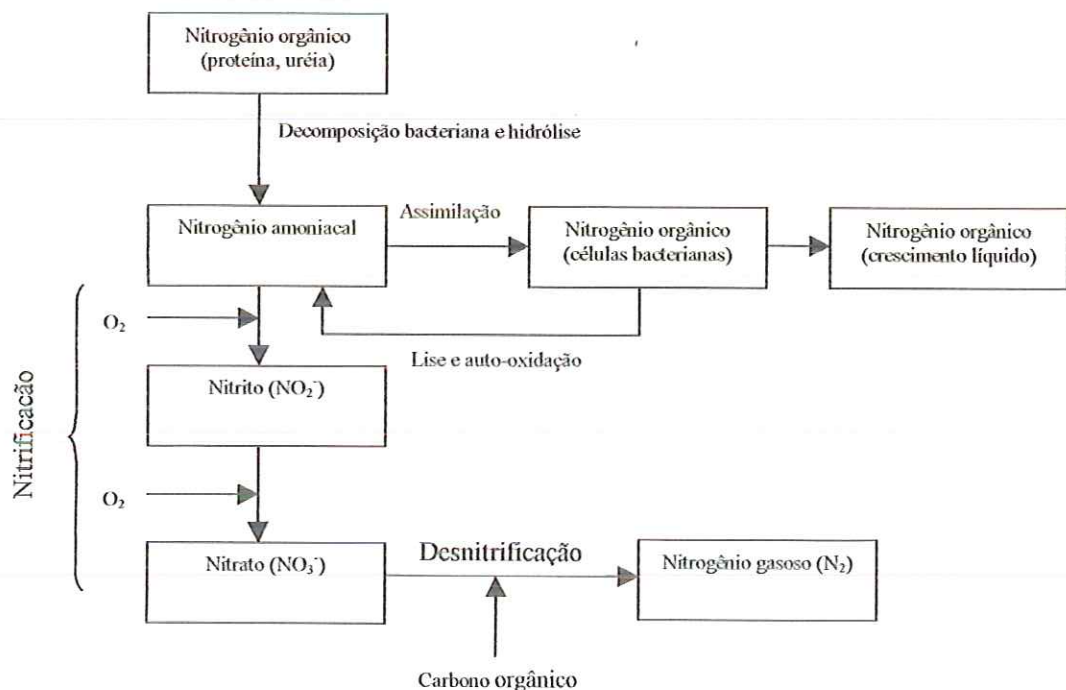 Nitrogênio orgânico
(proteína, uréia)
Decomposição bacteriana e hidrólise
Nitrogênio amoniacal
Assimilação
Nitrogênio orgânico
(células bacterianas)
Nitrogênio orgânico
(crescimento líquido)
O₂
Lise e auto-oxidação
Nitrito (NO₂⁻)
Nitrificacão
O₂
Nitrato (NO₃⁻)
Desnitrificação
Nitrogênio gasoso (N₂)
Carbono orgânico